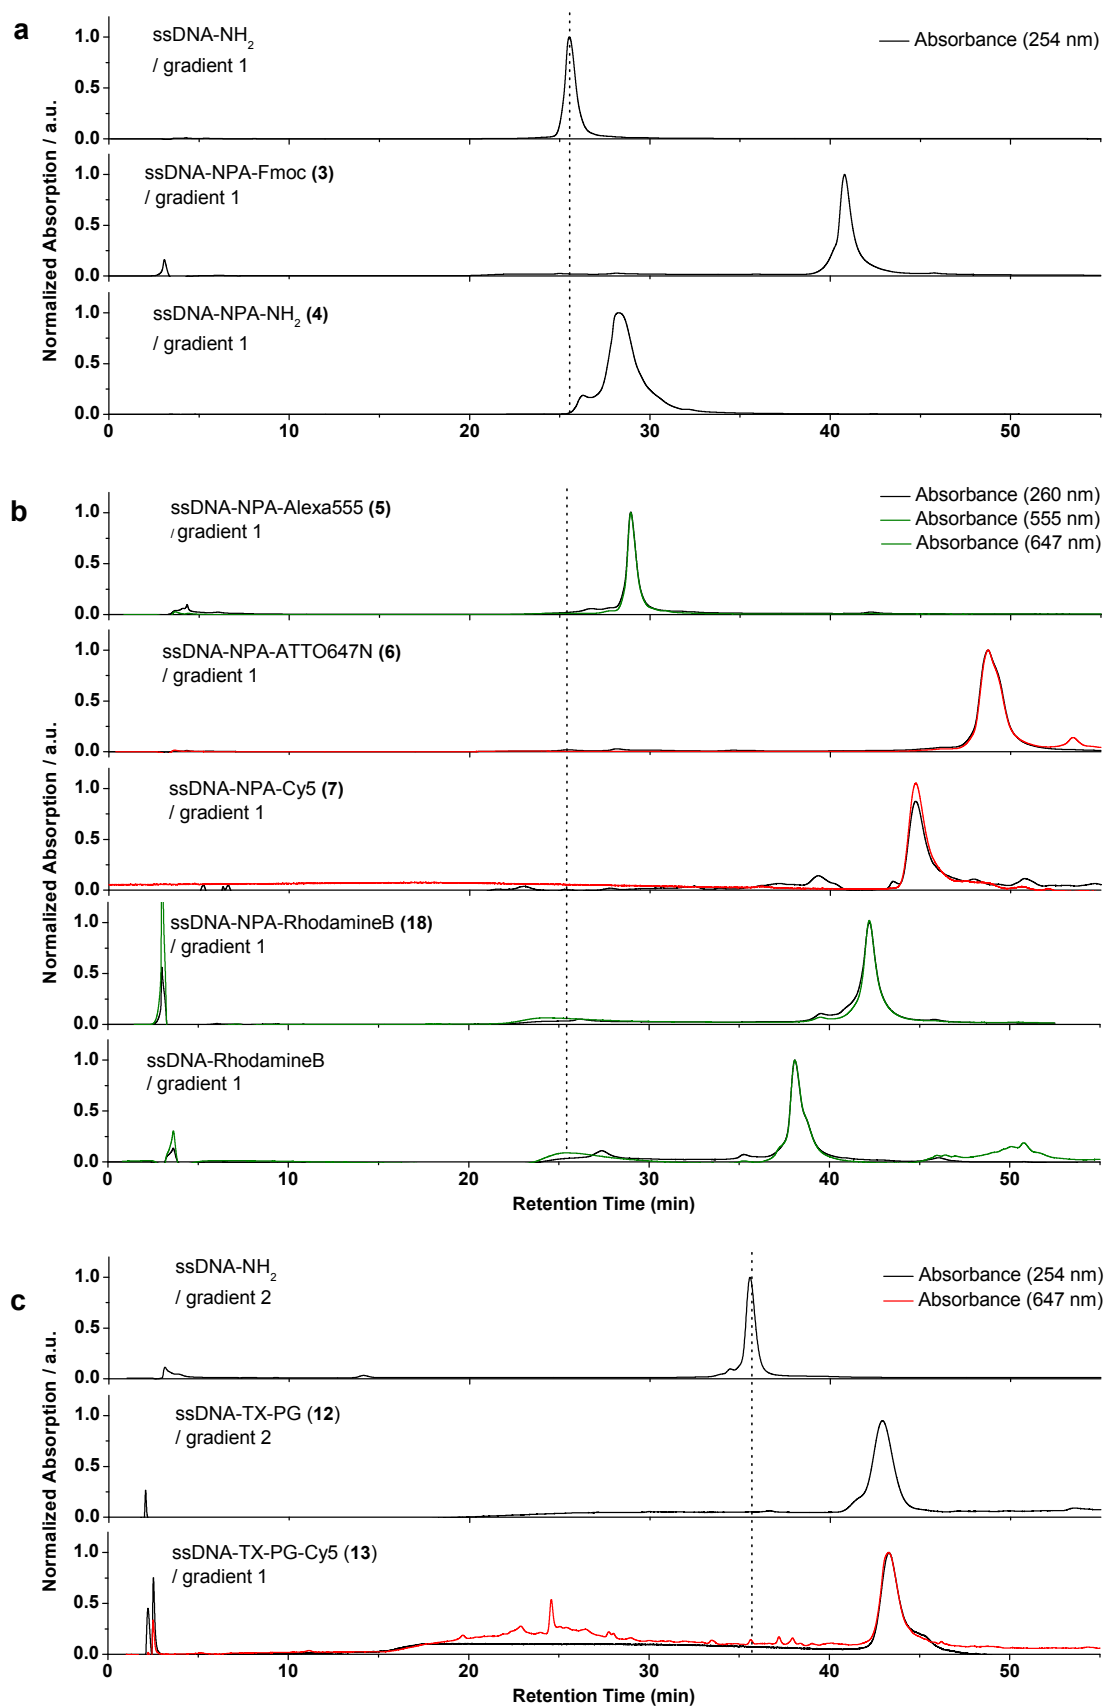 a
ssDNA-NH2
/ gradient 1
Absorbance (254 nm)
1.0
0.5
0.0
ssDNA-NPA-Fmoc (3)
/ gradient 1
1.0
0.5
0.0
ssDNA-NPA-NH2 (4)
/ gradient 1
1.0
0.5
0.0
Normalized Absorption / a.u.
0 10 20 30 40 50
b
ssDNA-NPA-Alexa555 (5)
/ gradient 1
Absorbance (260 nm)
Absorbance (555 nm)
Absorbance (647 nm)
1.0
0.5
0.0
ssDNA-NPA-ATTO647N (6)
/ gradient 1
1.0
0.5
0.0
ssDNA-NPA-Cy5 (7)
/ gradient 1
1.0
0.5
0.0
ssDNA-NPA-RhodamineB (18)
/ gradient 1
1.0
0.5
0.0
ssDNA-RhodamineB
/ gradient 1
1.0
0.5
0.0
Normalized Absorption / a.u.
0 10 20 30 40 50
Retention Time (min)
c
ssDNA-NH2
/ gradient 2
Absorbance (254 nm)
Absorbance (647 nm)
1.0
0.5
0.0
ssDNA-TX-PG (12)
/ gradient 2
1.0
0.5
0.0
ssDNA-TX-PG-Cy5 (13)
/ gradient 1
1.0
0.5
0.0
Normalized Absorption / a.u.
0 10 20 30 40 50
Retention Time (min)